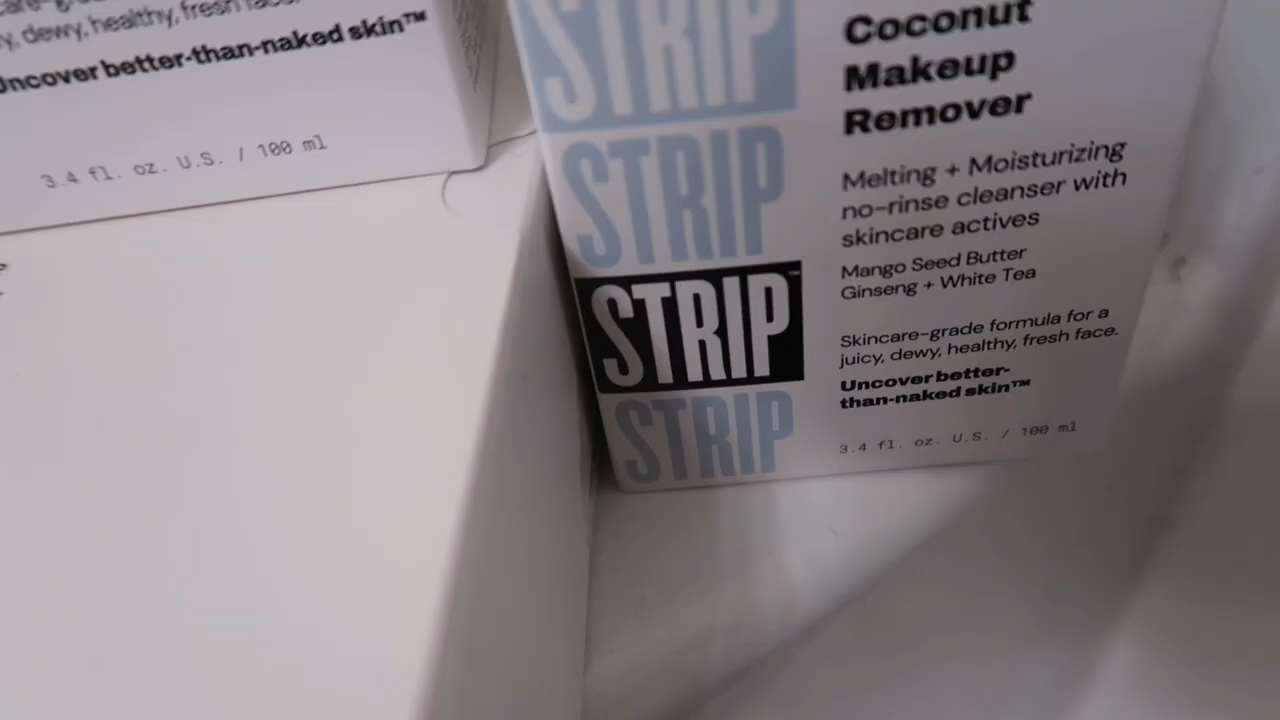 y, dewy, healthy, fresh face.
Uncover better-than-naked skin™
3.4 fl. oz. U.S. / 100 ml
STRIP
STRIP
STRIP™
STRIP
Coconut
Makeup
Remover
Melting + Moisturizing
no-rinse cleanser with
skincare actives
Mango Seed Butter
Ginseng + White Tea
Skincare-grade formula for a
juicy, dewy, healthy, fresh face.
Uncover better-
than-naked skin™
3.4 fl. oz. U.S. / 100 ml